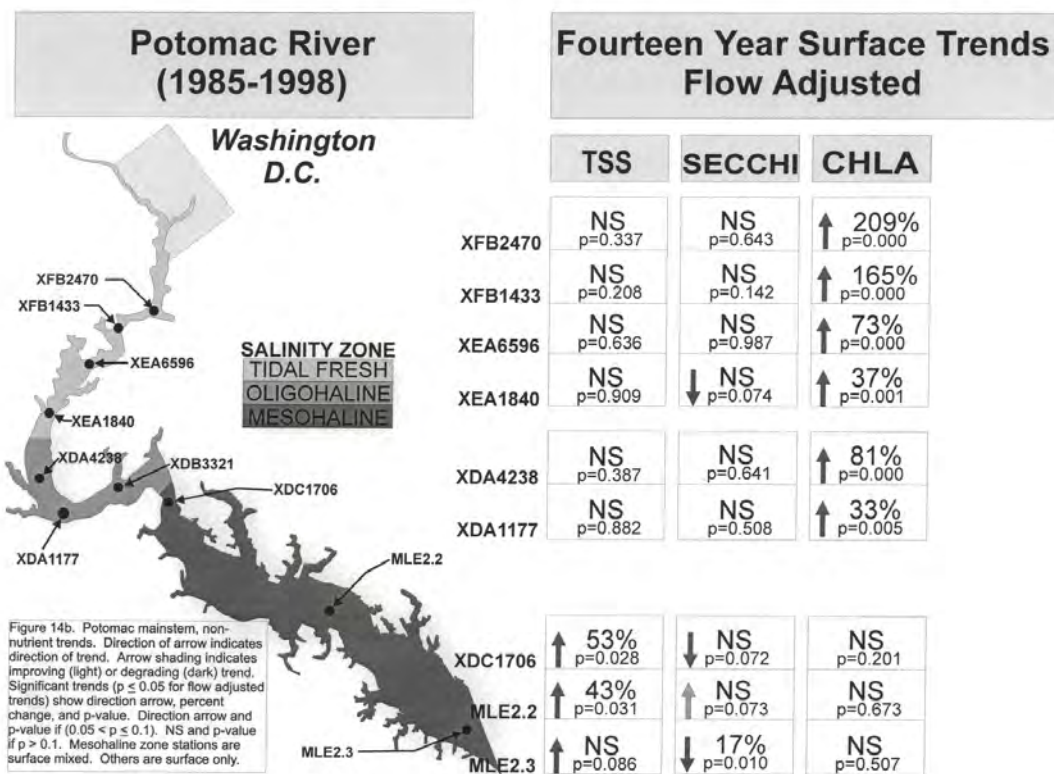 Potomac River
(1985-1998)
Fourteen Year Surface Trends
Flow Adjusted
Washington
D.C.
XFB2470
XFB1433
XEA6596
SALINITY ZONE
TIDAL FRESH
OLIGOHALINE
MESOHALINE
XEA1840
XDA4238
XDB3321
XDC1706
XDA1177
MLE2.2
MLE2.3
Figure 14b. Potomac mainstem, non-
nutrient trends. Direction of arrow indicates
direction of trend. Arrow shading indicates
improving (light) or degrading (dark) trend.
Significant trends (p ≤ 0.05 for flow adjusted
trends) show direction arrow, percent
change, and p-value. Direction arrow and
p-value if (0.05 < p ≤ 0.1). NS and p-value
if p > 0.1. Mesohaline zone stations are
surface mixed. Others are surface only.
TSS SECCHI CHLA
NS NS 209%
XFB2470 p=0.337 p=0.643 p=0.000
NS NS 165%
XFB1433 p=0.208 p=0.142 p=0.000
NS NS 73%
XEA6596 p=0.636 p=0.987 p=0.000
NS NS 37%
XEA1840 p=0.909 p=0.074 p=0.001
NS NS 81%
XDA4238 p=0.387 p=0.641 p=0.000
NS NS 33%
XDA1177 p=0.882 p=0.508 p=0.005
53% NS NS
XDC1706 p=0.028 p=0.072 p=0.201
43% NS NS
MLE2.2 p=0.031 p=0.073 p=0.673
NS 17% NS
MLE2.3 p=0.086 p=0.010 p=0.507